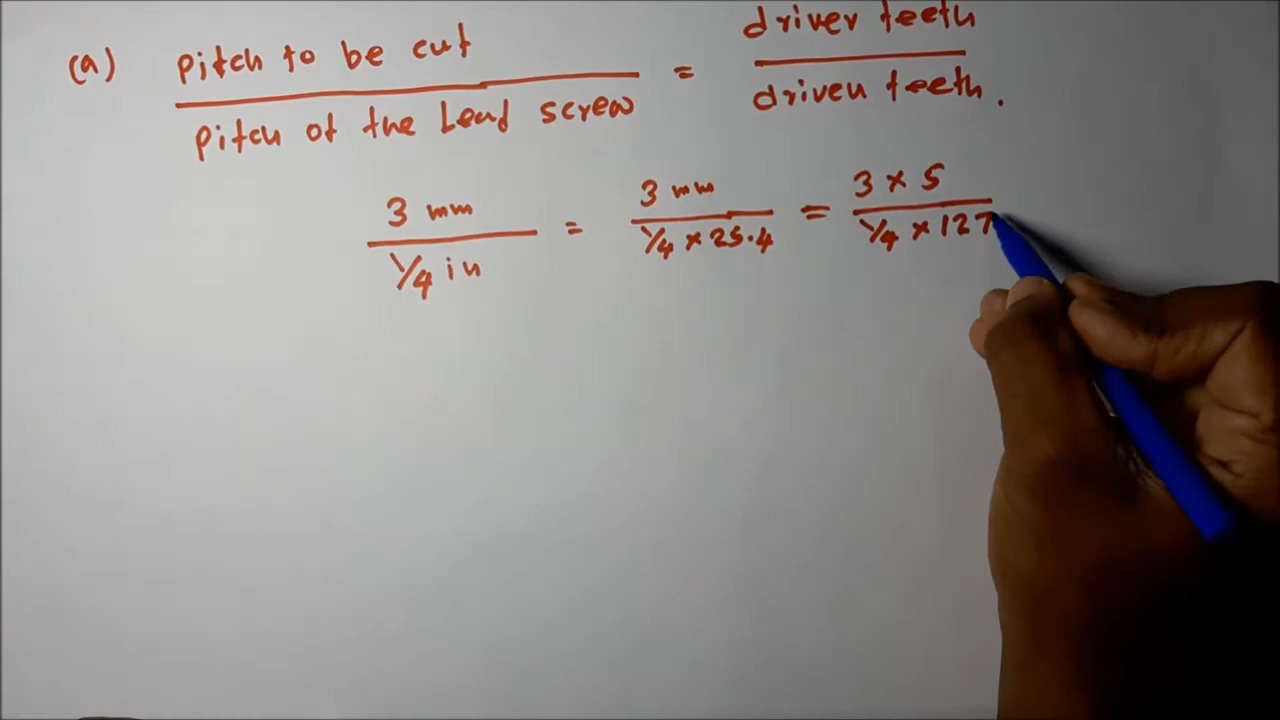 (a) pitch to be cut / pitch of the Lead screw = driver teeth / driven teeth.
3 mm / 1/4 in = 3 mm / 1/4 × 25.4 = 3 × 5 / 1/4 × 127